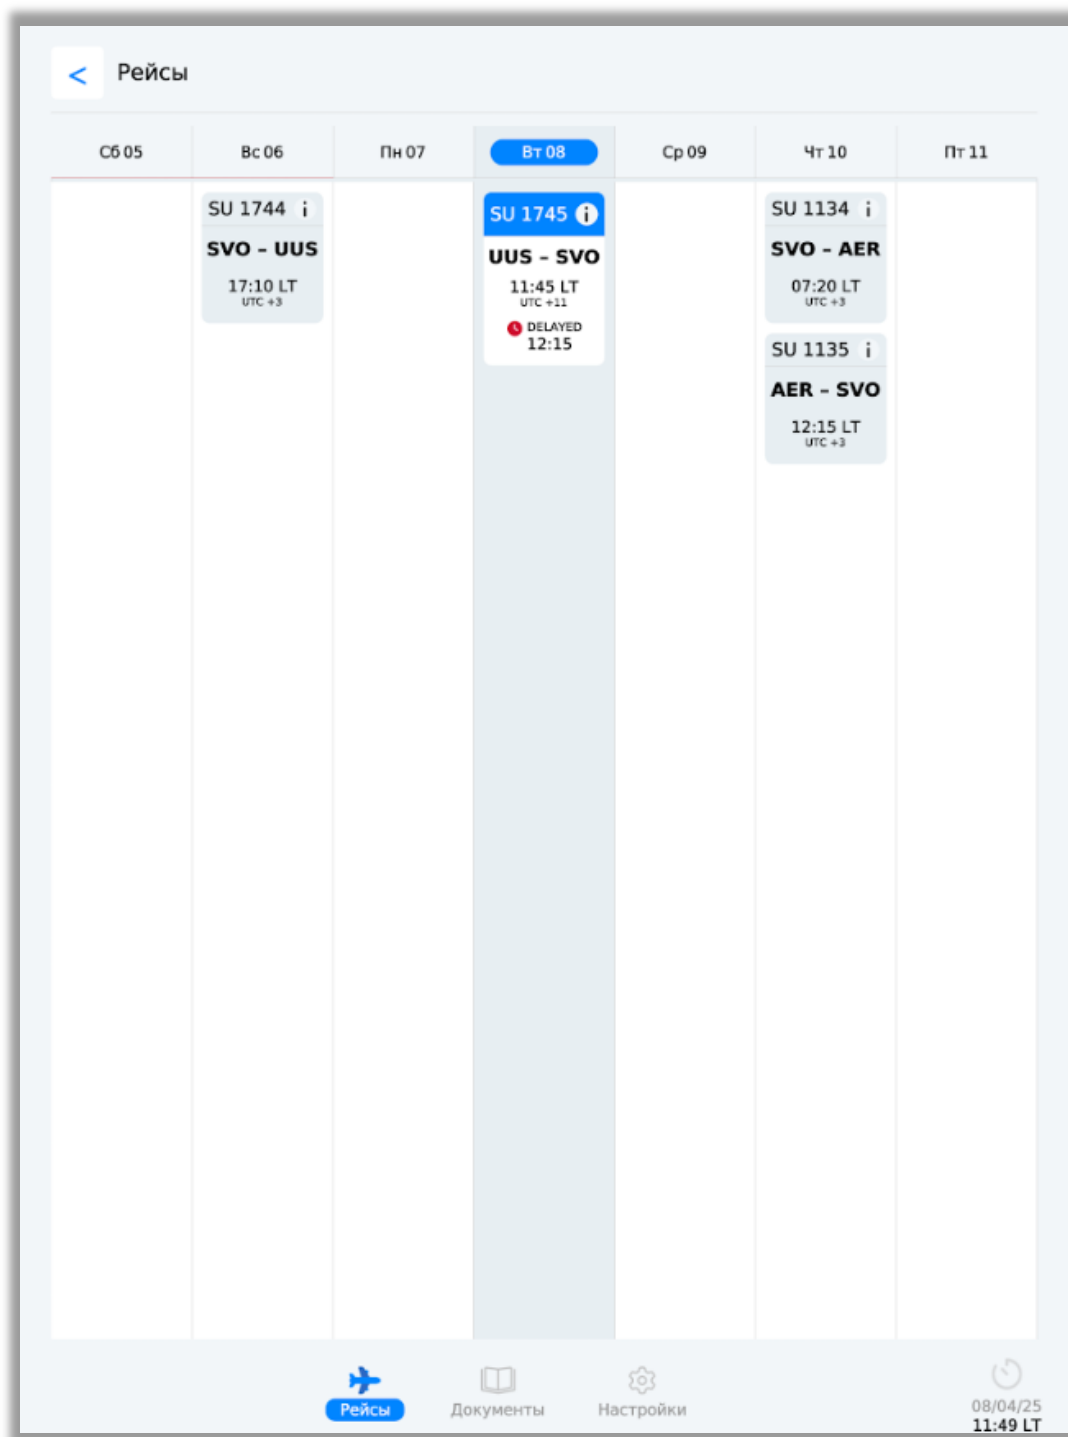 < Рейсы
Сб 05 Вс 06 Пн 07 Вт 08 Ср 09 Чт 10 Пт 11
SU 1744 i
SVO – UUS
17:10 LT
UTC +3
SU 1745 i
UUS – SVO
11:45 LT
UTC +11
DELAYED
12:15
SU 1134 i
SVO – AER
07:20 LT
UTC +3
SU 1135 i
AER – SVO
12:15 LT
UTC +3
Рейсы Документы Настройки
08/04/25
11:49 LT